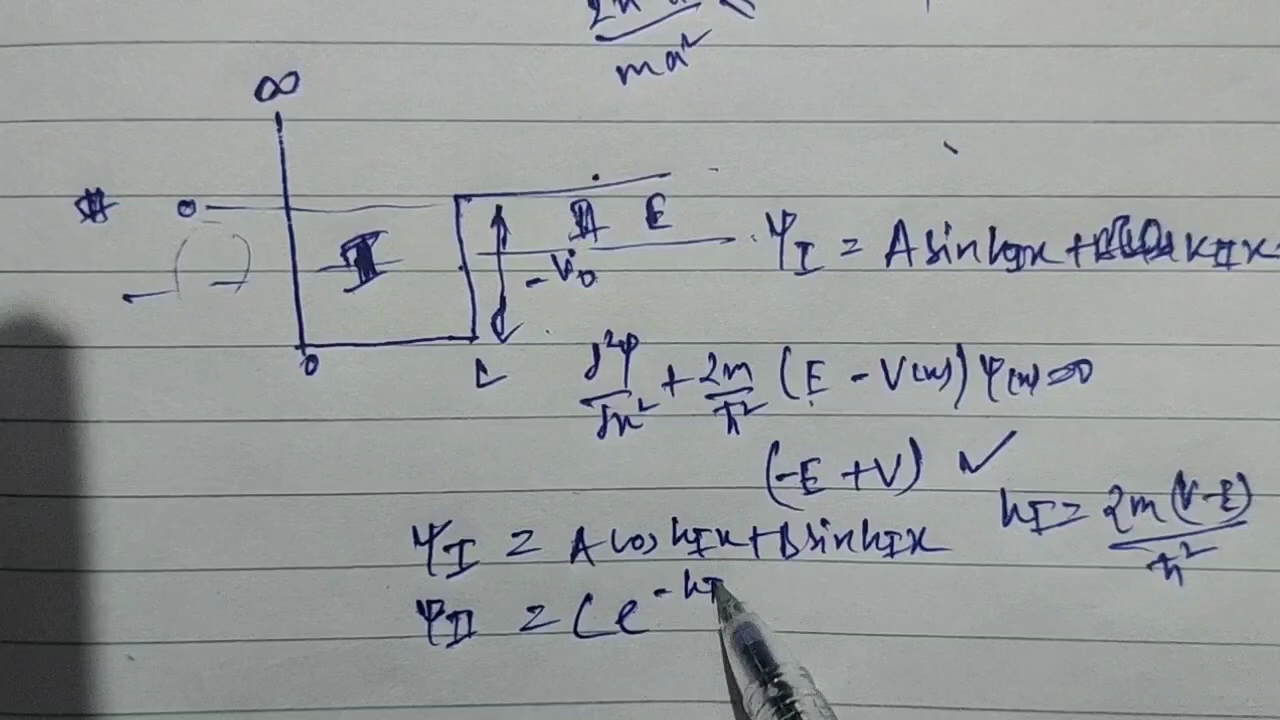 ma²
∞
0
I
II E
-V₀
0
L
ψ_I = A sin k_II x + k_II x
d²ψ/dx² + 2m/ħ² (E - V(x)) ψ(x) = 0
(-E + V) ✓
k_I = 2m(V-E)/ħ²
ψ_I = A cos k_I x + B sin k_I x
ψ_II = C e^-k